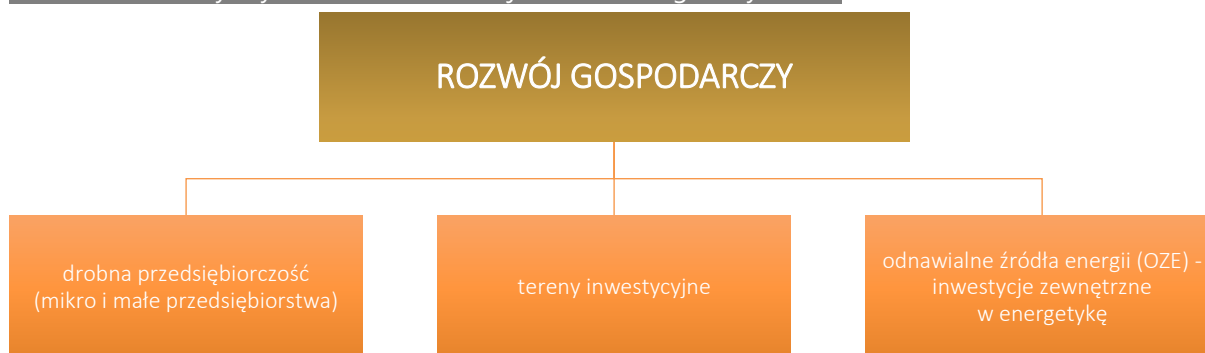 ROZWÓJ GOSPODARCZY
drobna przedsiębiorczość
(mikro i małe przedsiębiorstwa)
tereny inwestycyjne
odnawialne źródła energii (OZE) -
inwestycje zewnętrzne
w energetykę